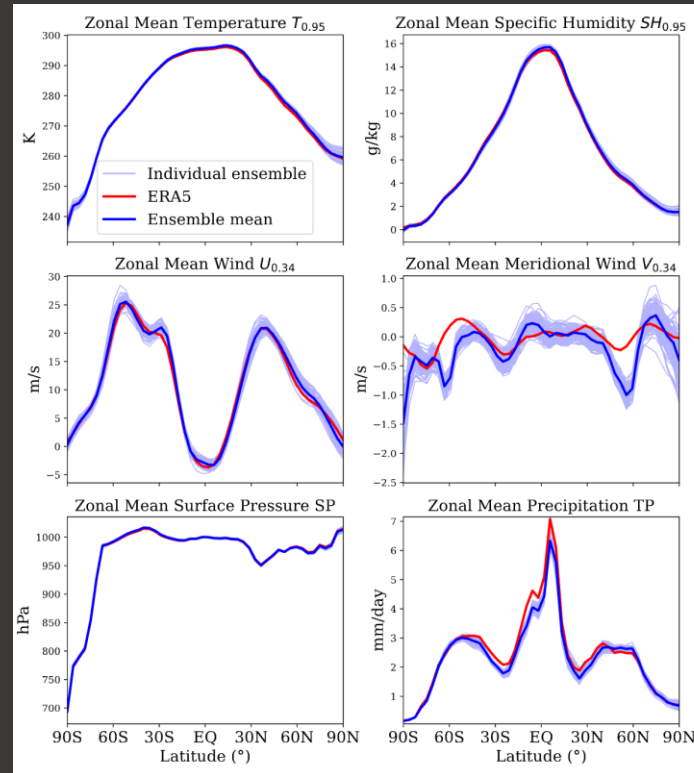 Zonal Mean Temperature T0.95
300
290
280
270
260
250
240
K
Individual ensemble
ERA5
Ensemble mean
Zonal Mean Specific Humidity SH0.95
16
14
12
10
8
6
4
2
0
g/kg
Zonal Mean Wind U0.34
30
25
20
15
10
5
0
−5
m/s
Zonal Mean Meridional Wind V0.34
1.0
0.5
0.0
−0.5
−1.0
−1.5
−2.0
−2.5
m/s
Zonal Mean Surface Pressure SP
1000
950
900
850
800
750
700
hPa
90S 60S 30S EQ 30N 60N 90N
Latitude (°)
Zonal Mean Precipitation TP
7
6
5
4
3
2
1
mm/day
90S 60S 30S EQ 30N 60N 90N
Latitude (°)